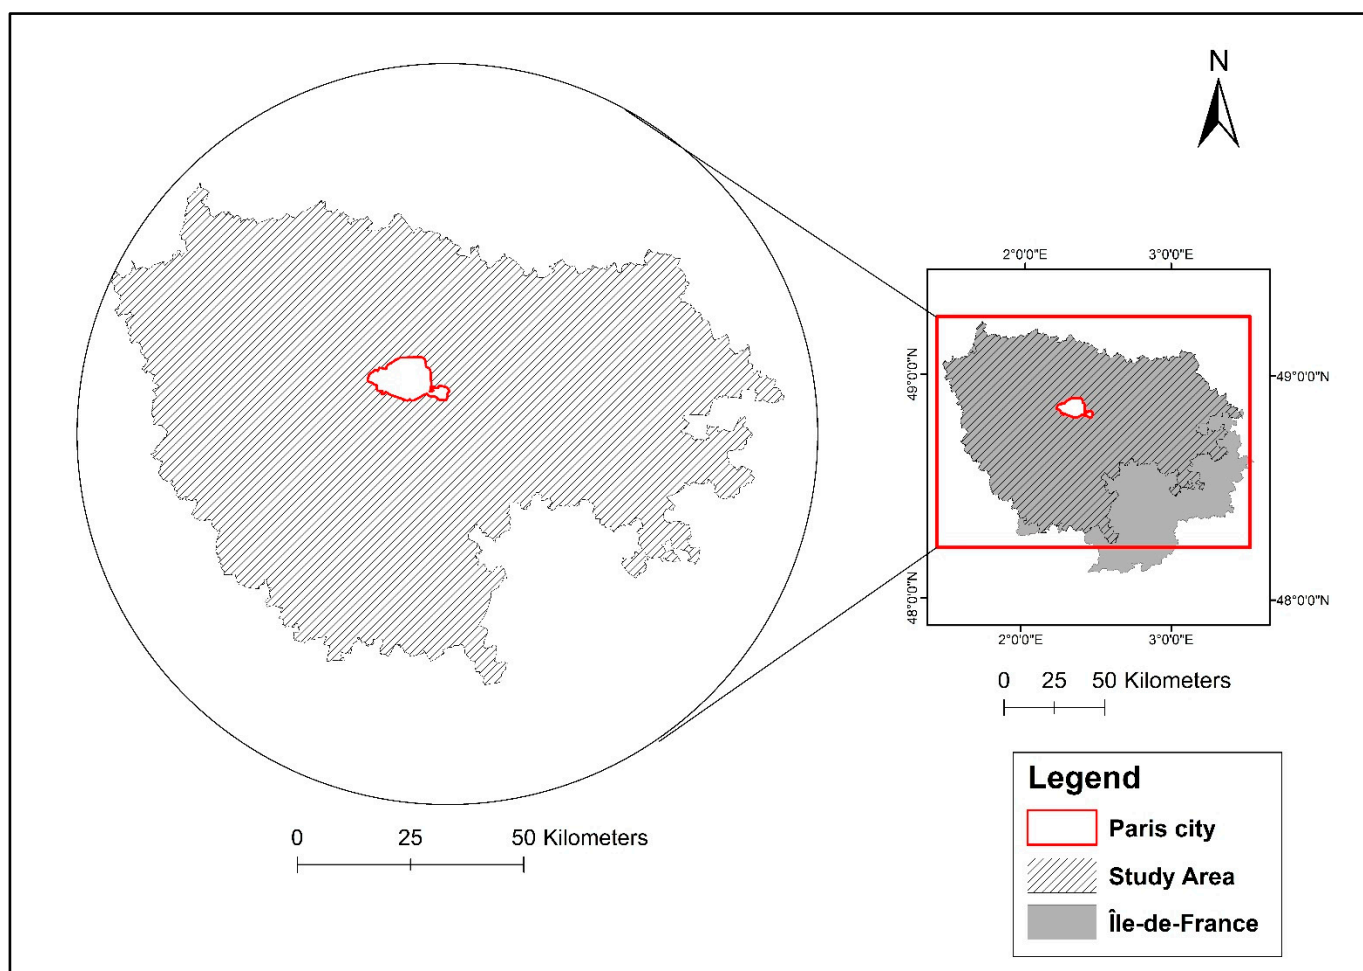 N
2°0'0"E 3°0'0"E
49°0'0"N 49°0'0"N
48°0'0"N 48°0'0"N
2°0'0"E 3°0'0"E
0 25 50 Kilometers
0 25 50 Kilometers
Legend
Paris city
Study Area
Île-de-France